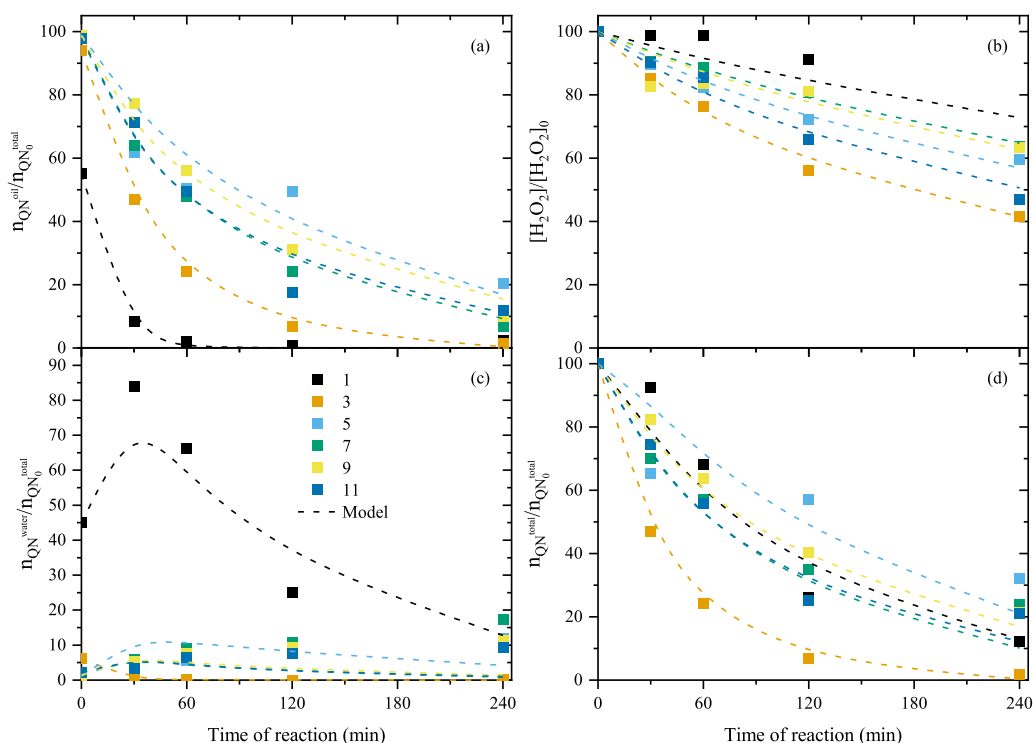 (a)
100
80
60
40
20
0
n_QN^oil/n_QN₀^total
(b)
100
80
60
40
20
0
[H₂O₂]/[H₂O₂]₀
(c)
90
80
70
60
50
40
30
20
10
0
n_QN^water/n_QN₀^total
1
3
5
7
9
11
Model
0 60 120 180 240
Time of reaction (min)
(d)
100
80
60
40
20
0
n_QN^total/n_QN₀^total
0 60 120 180 240
Time of reaction (min)